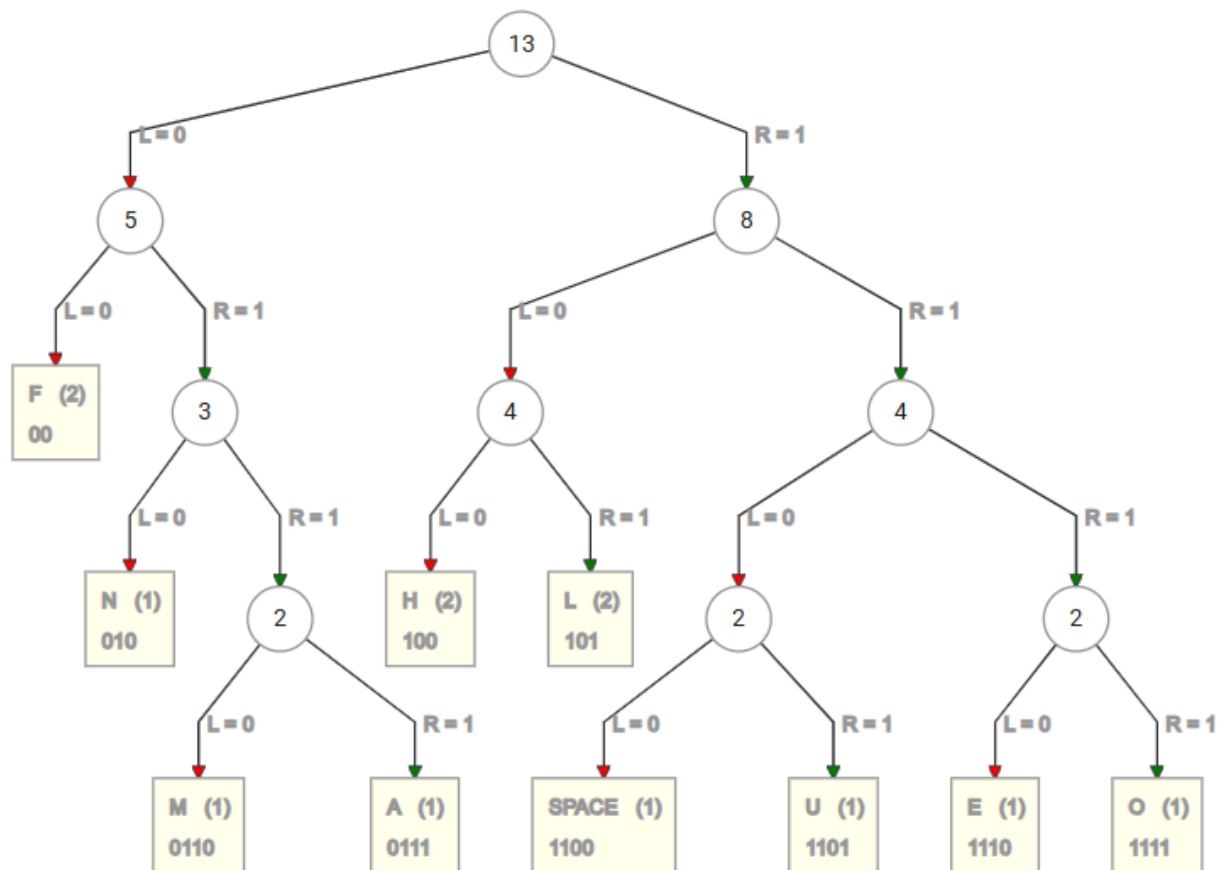 13
L = 0
R = 1
5
8
L = 0
R = 1
L = 0
R = 1
F (2)
00
3
4
4
L = 0
R = 1
L = 0
R = 1
L = 0
R = 1
N (1)
010
2
H (2)
100
L (2)
101
2
2
L = 0
R = 1
L = 0
R = 1
L = 0
R = 1
M (1)
0110
A (1)
0111
SPACE (1)
1100
U (1)
1101
E (1)
1110
O (1)
1111